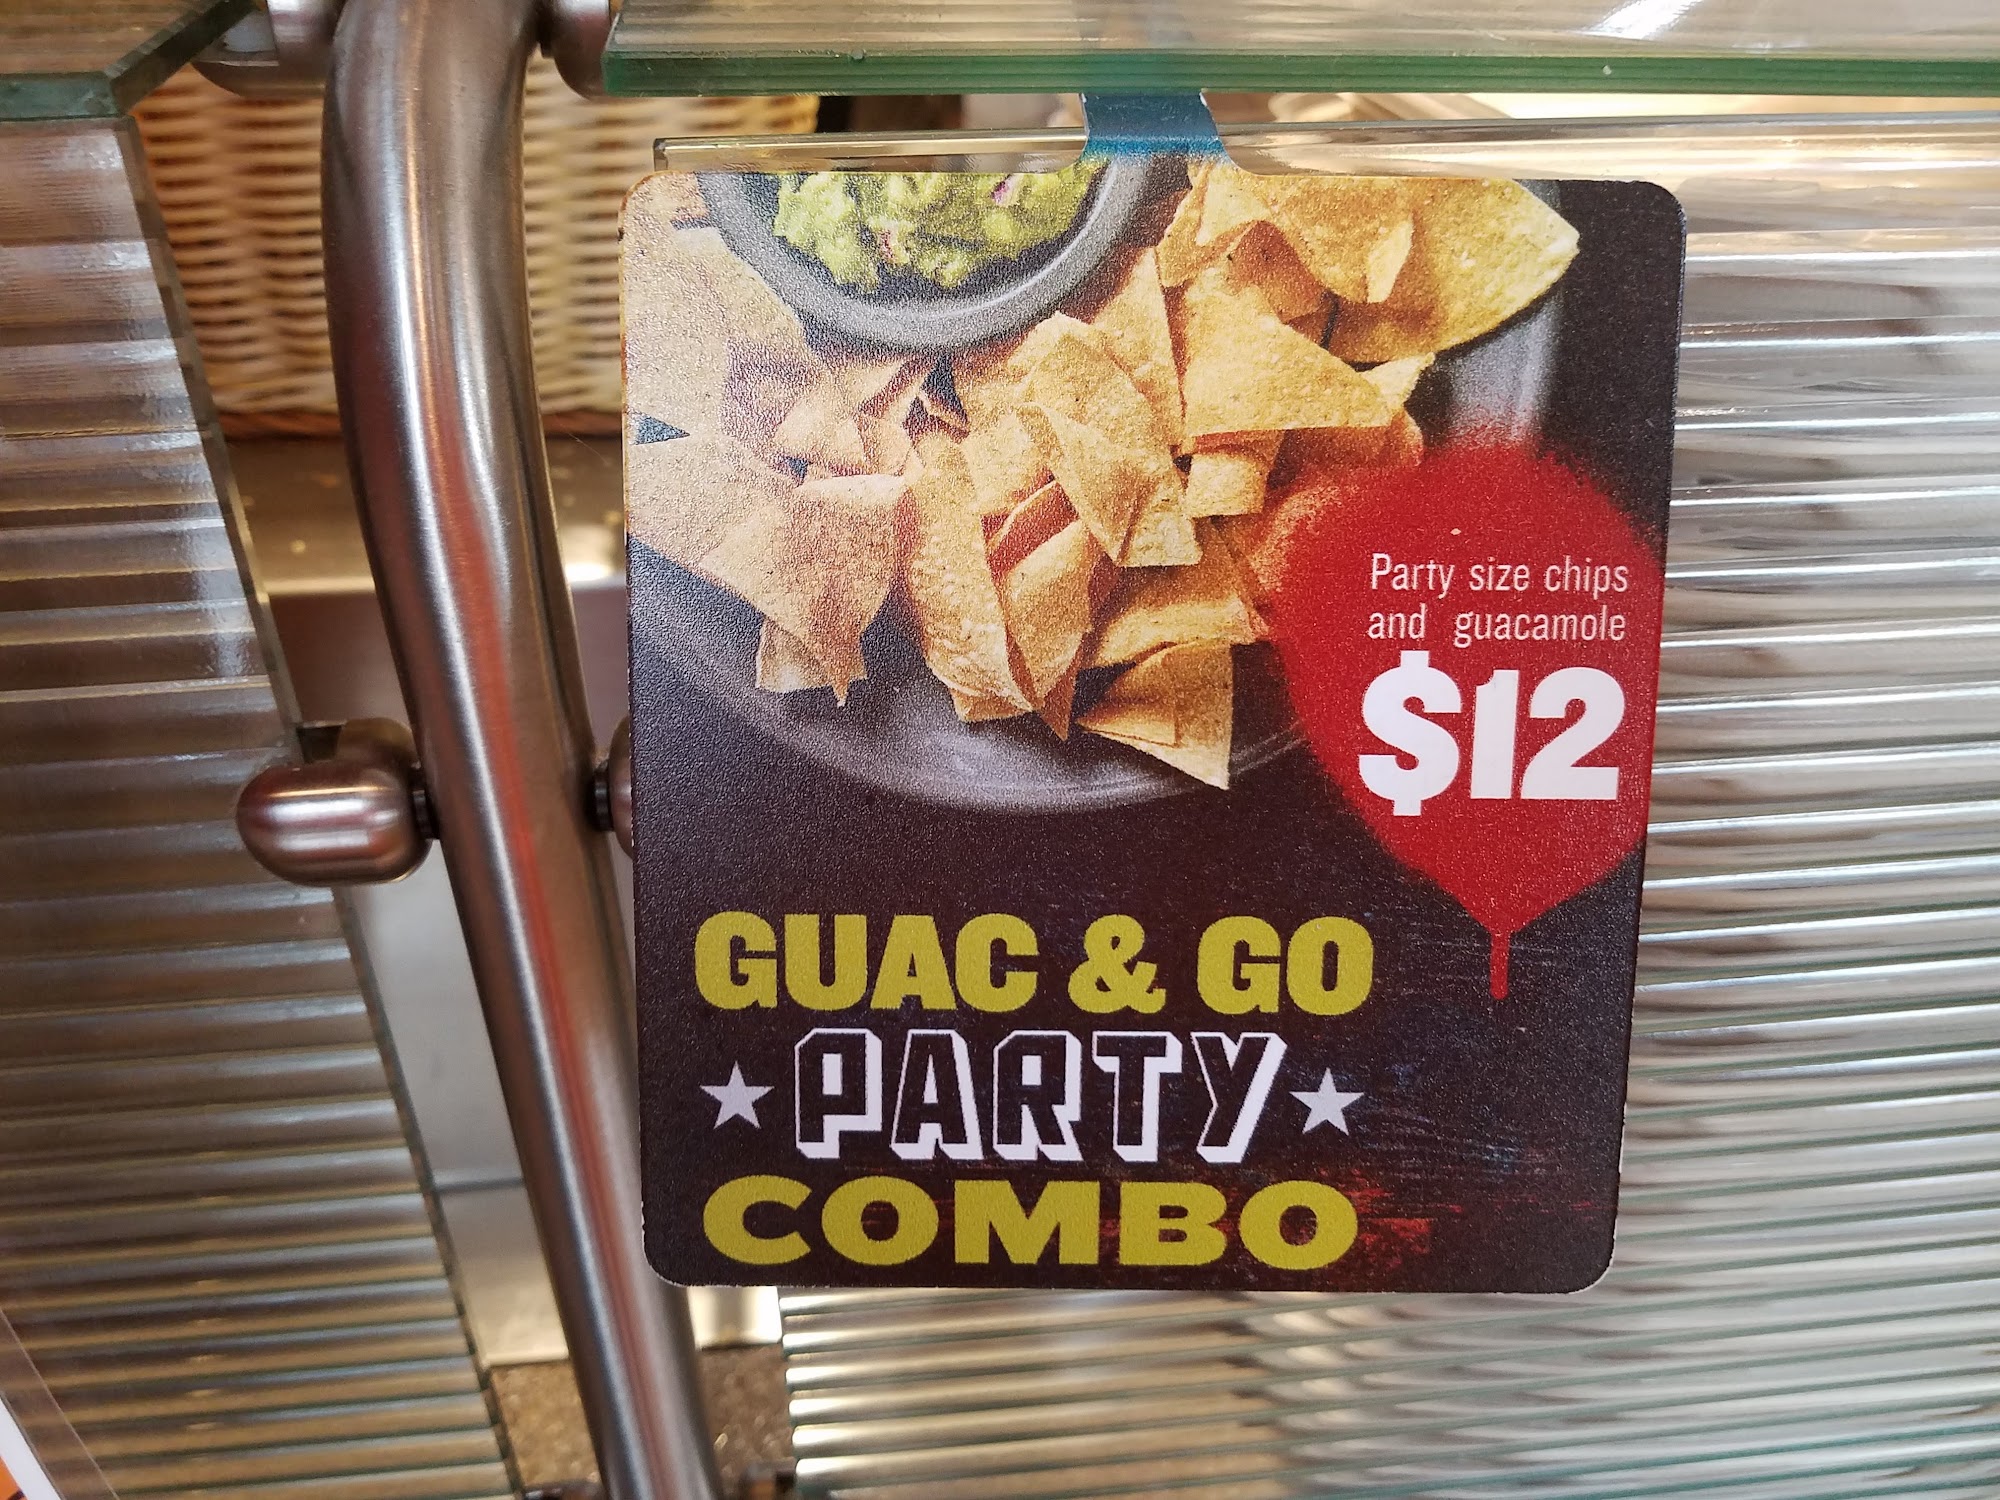 Party size chips
and guacamole
$12
GUAC & GO
PARTY
COMBO